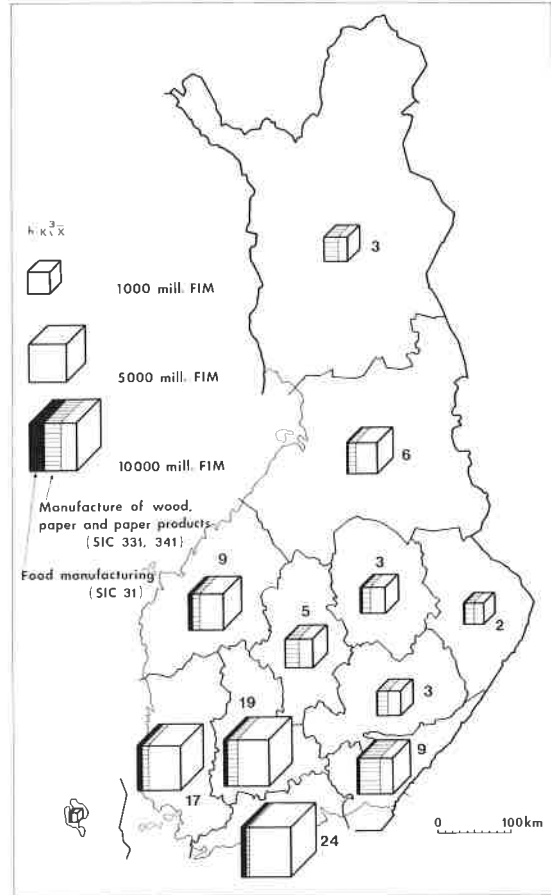 3
1000 mill. FIM
5000 mill. FIM
6
10000 mill. FIM
Manufacture of wood,
paper and paper products
(SIC 331, 341)
Food manufacturing
(SIC 31)
9
3
5
2
3
19
9
17
24
0 100km